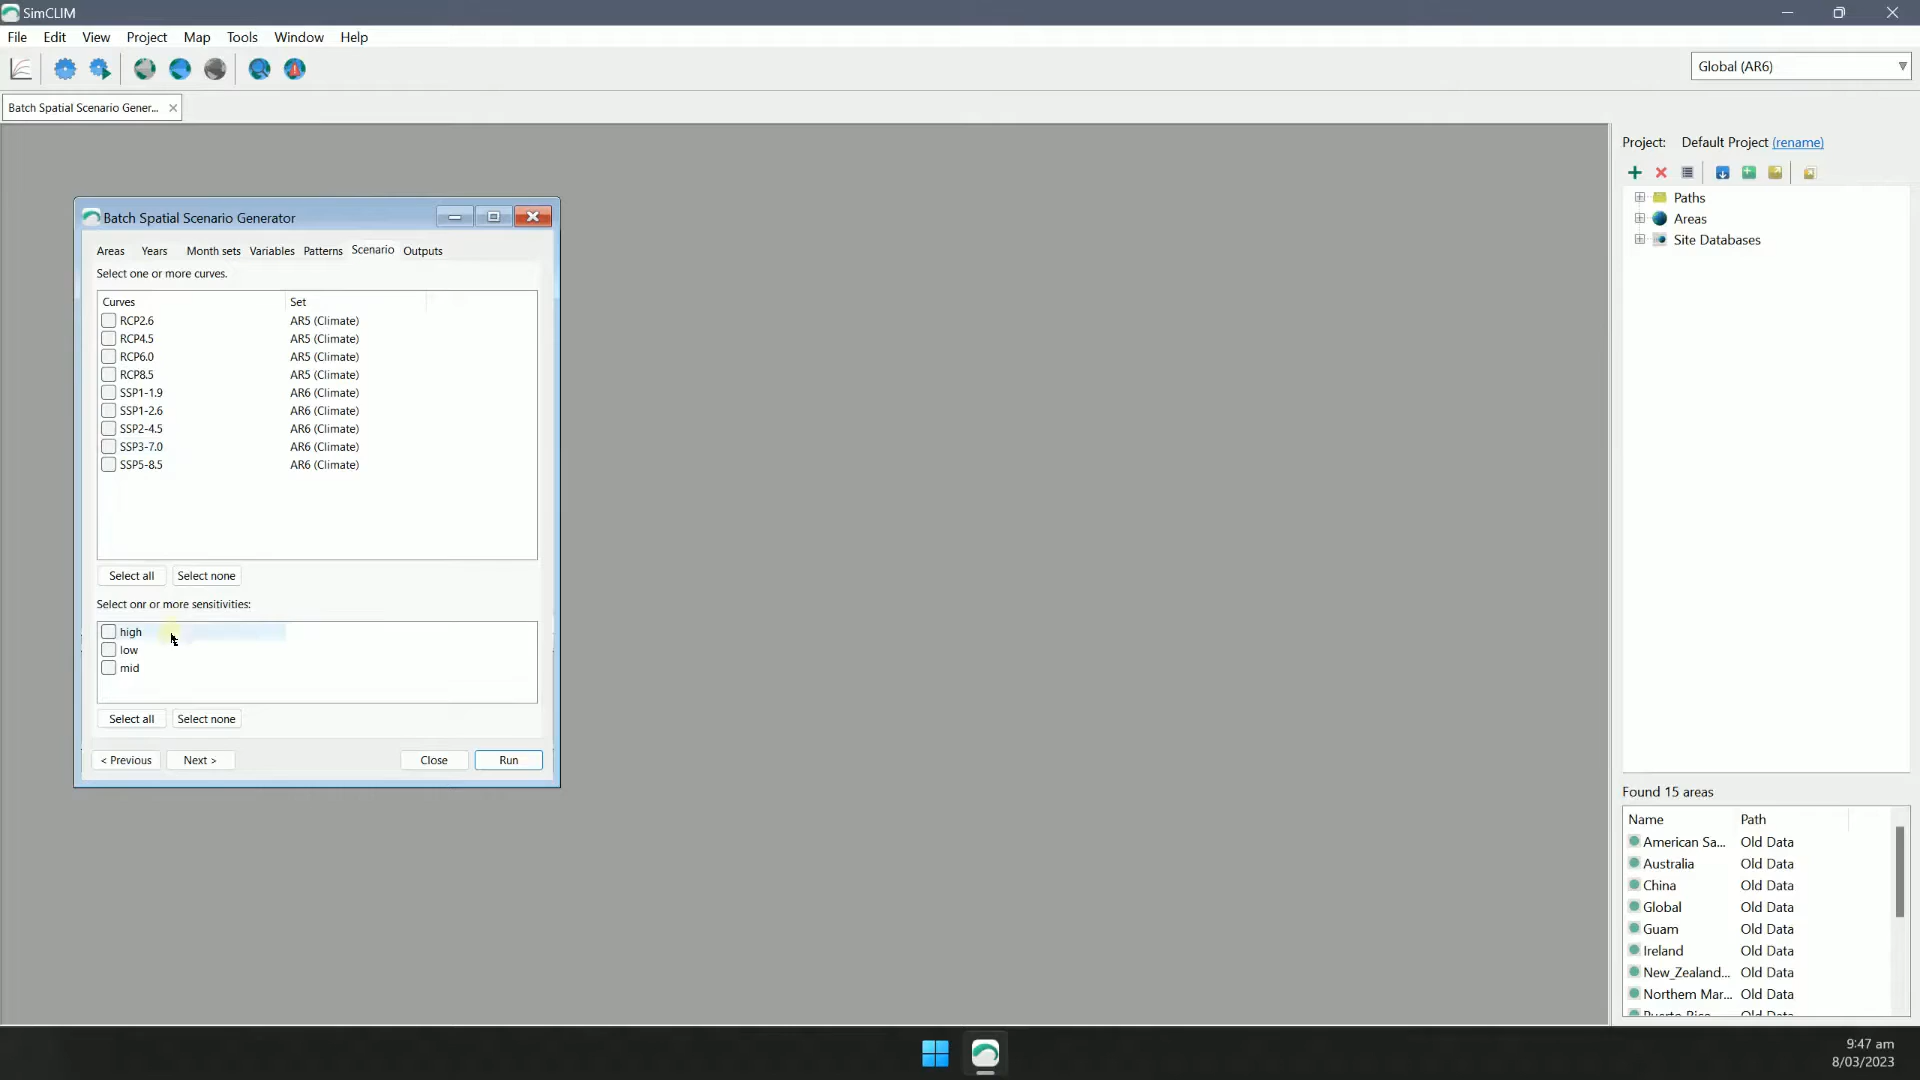 SimCLIM
File Edit View Project Map Tools Window Help
Global (AR6)
Batch Spatial Scenario Gener...
Project: Default Project (rename)
Paths
Areas
Site Databases
Batch Spatial Scenario Generator
Areas Years Month sets Variables Patterns Scenario Outputs
Select one or more curves.
Curves Set
RCP2.6 AR5 (Climate)
RCP4.5 AR5 (Climate)
RCP6.0 AR5 (Climate)
RCP8.5 AR5 (Climate)
SSP1-1.9 AR6 (Climate)
SSP1-2.6 AR6 (Climate)
SSP2-4.5 AR6 (Climate)
SSP3-7.0 AR6 (Climate)
SSP5-8.5 AR6 (Climate)
Select all Select none
Select onr or more sensitivities:
high
low
mid
Select all Select none
< Previous Next > Close Run
Found 15 areas
Name Path
American Sa... Old Data
Australia Old Data
China Old Data
Global Old Data
Guam Old Data
Ireland Old Data
New_Zealand... Old Data
Northern Mar... Old Data
Puerto Rico Old Data
9:47 am
8/03/2023